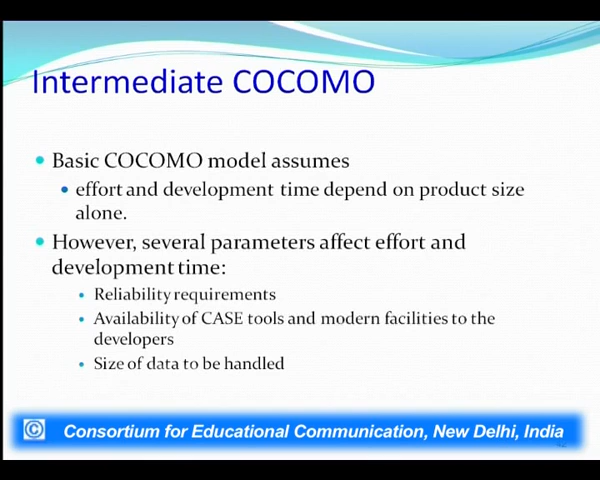 Intermediate COCOMO
• Basic COCOMO model assumes
• effort and development time depend on product size
alone.
• However, several parameters affect effort and
development time:
• Reliability requirements
• Availability of CASE tools and modern facilities to the
developers
• Size of data to be handled
© Consortium for Educational Communication, New Delhi, India